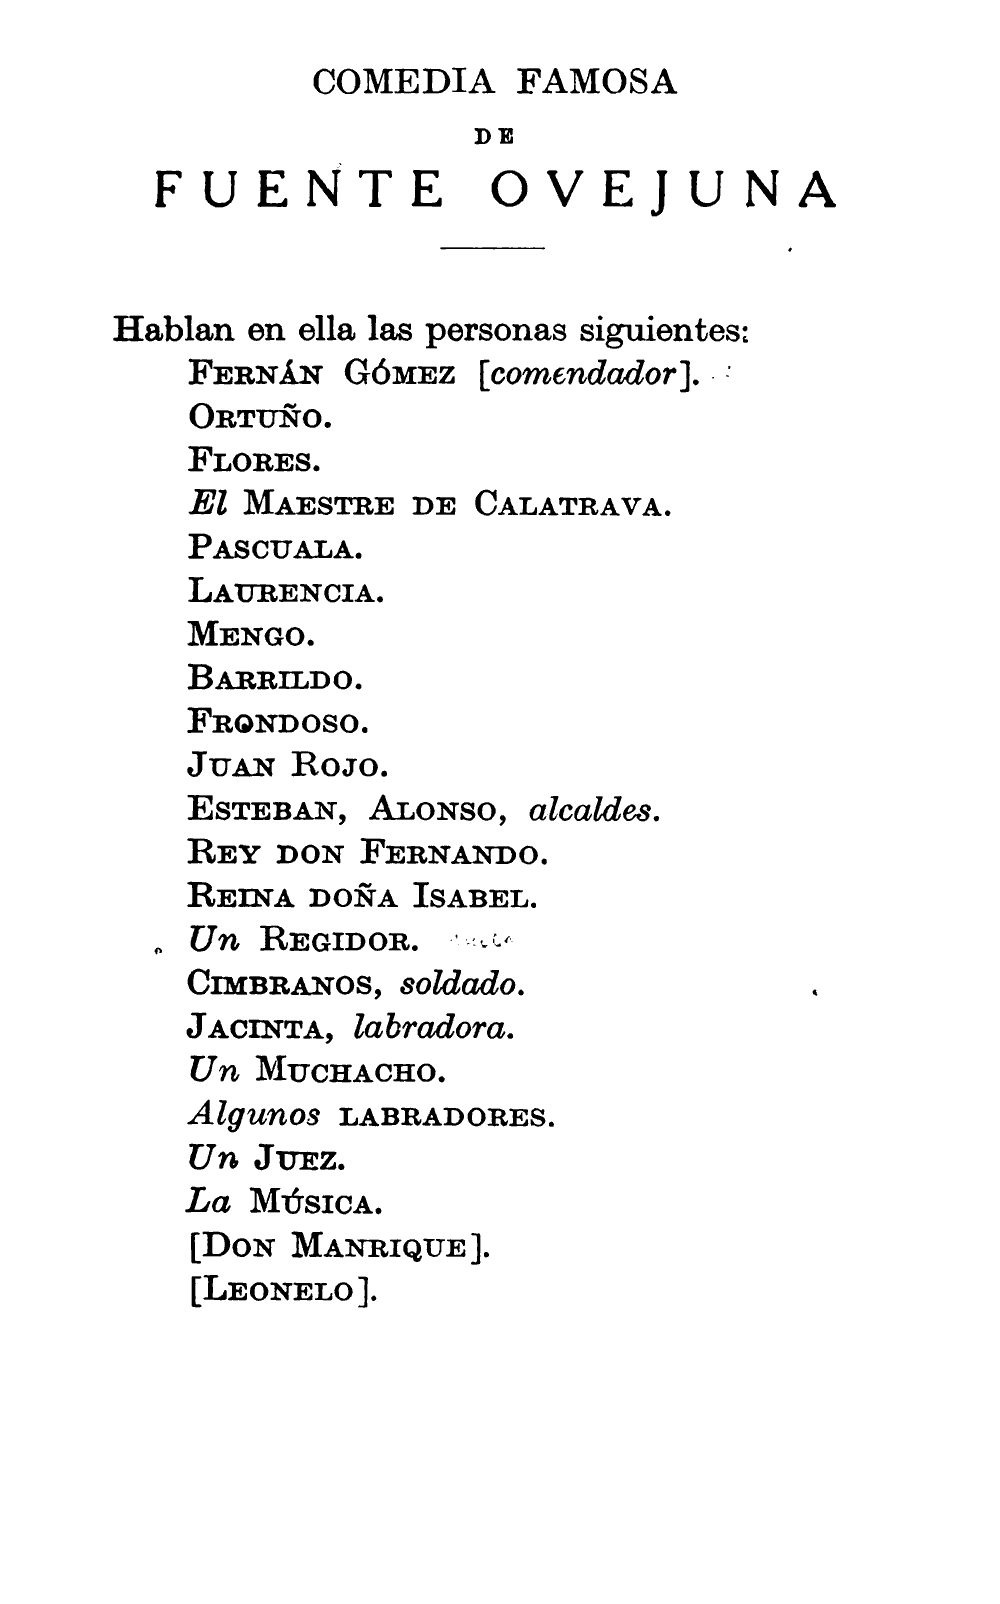 COMEDIA FAMOSA
DE
FUENTE OVEJUNA
Hablan en ella las personas siguientes:
FERNÁN GÓMEZ [comendador].
ORTUÑO.
FLORES.
El MAESTRE DE CALATRAVA.
PASCUALA.
LAURENCIA.
MENGO.
BARRILDO.
FRONDOSO.
JUAN ROJO.
ESTEBAN, ALONSO, alcaldes.
REY DON FERNANDO.
REINA DOÑA ISABEL.
Un REGIDOR.
CIMBRANOS, soldado.
JACINTA, labradora.
Un MUCHACHO.
Algunos LABRADORES.
Un JUEZ.
La MÚSICA.
[DON MANRIQUE].
[LEONELO].